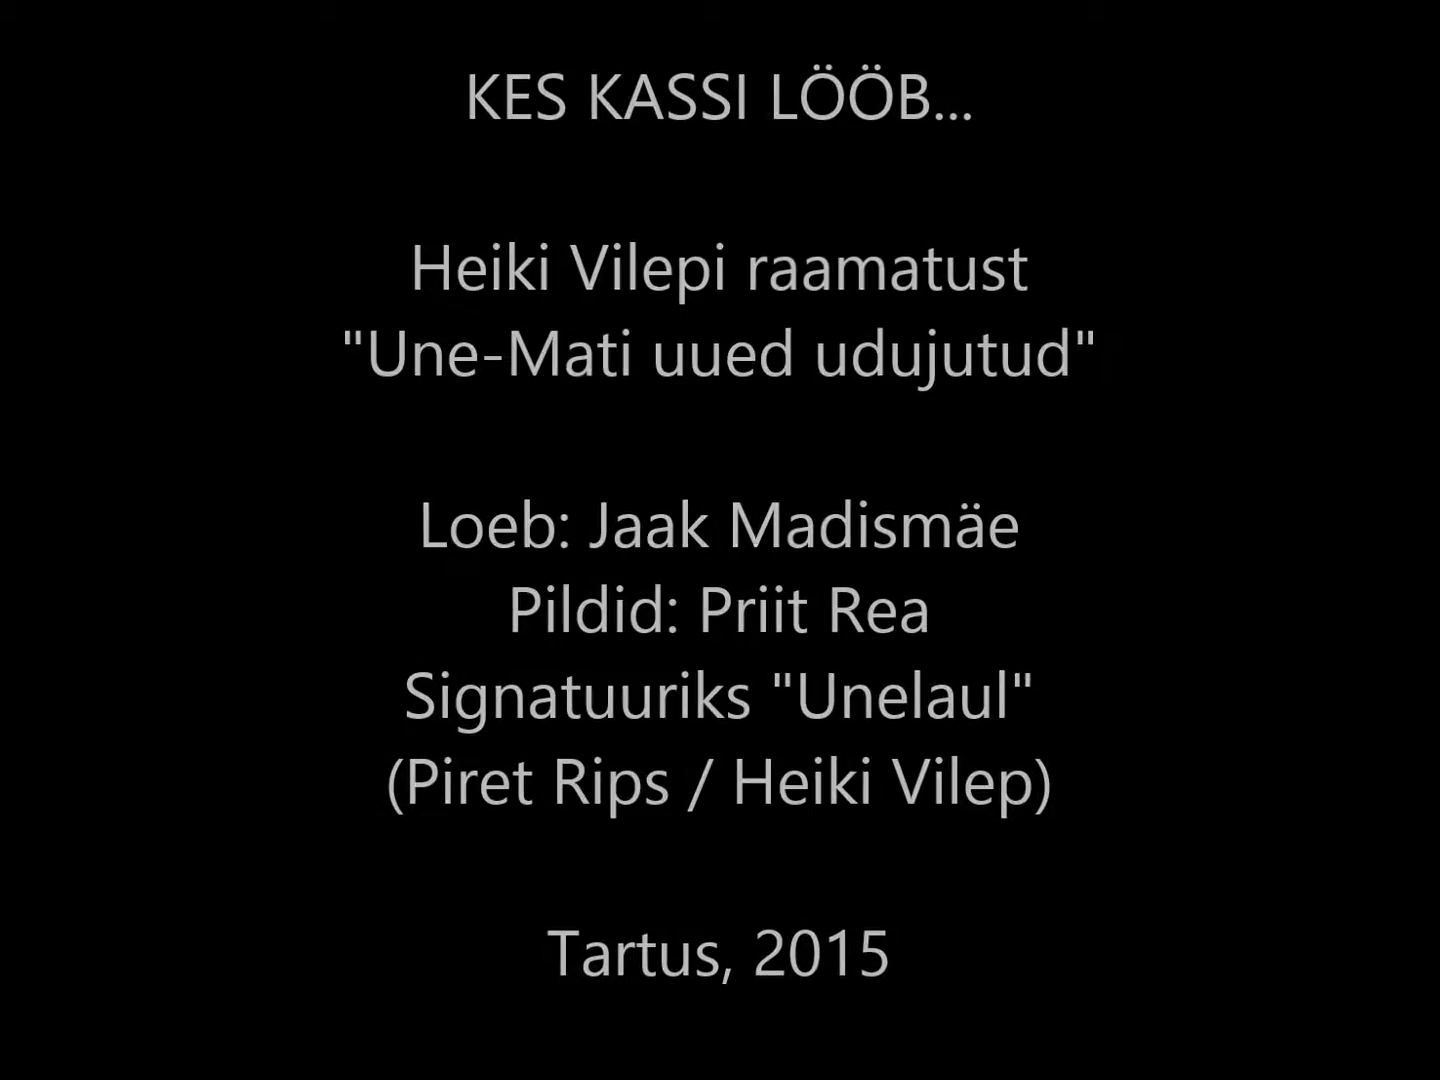 KES KASSI LÖÖB...
Heiki Vilepi raamatust
"Une-Mati uued udujutud"
Loeb: Jaak Madismäe
Pildid: Priit Rea
Signatuuriks "Unelaul"
(Piret Rips / Heiki Vilep)
Tartus, 2015